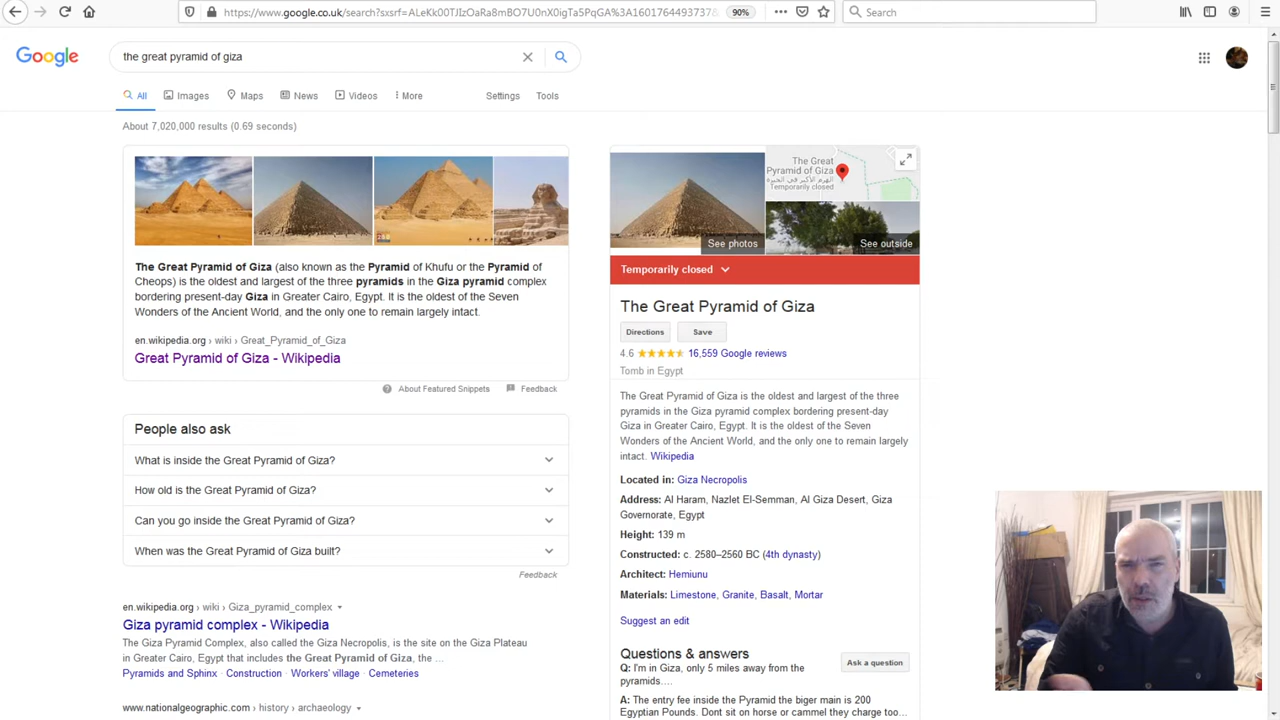 https://www.google.co.uk/search?sxsrf=ALeKk00TJIzOaRa8mBO7U0nX0igTa5PqGA%3A1601764493737
90%
Search
Google
the great pyramid of giza
All
Images
Maps
News
Videos
More
Settings
Tools
About 7,020,000 results (0.69 seconds)
The Great Pyramid of Giza (also known as the Pyramid of Khufu or the Pyramid of
Cheops) is the oldest and largest of the three pyramids in the Giza pyramid complex
bordering present-day Giza in Greater Cairo, Egypt. It is the oldest of the Seven
Wonders of the Ancient World, and the only one to remain largely intact.
en.wikipedia.org › wiki › Great_Pyramid_of_Giza
Great Pyramid of Giza - Wikipedia
About Featured Snippets
Feedback
People also ask
What is inside the Great Pyramid of Giza?
How old is the Great Pyramid of Giza?
Can you go inside the Great Pyramid of Giza?
When was the Great Pyramid of Giza built?
Feedback
en.wikipedia.org › wiki › Giza_pyramid_complex
Giza pyramid complex - Wikipedia
The Giza Pyramid Complex, also called the Giza Necropolis, is the site on the Giza Plateau
in Greater Cairo, Egypt that includes the Great Pyramid of Giza, the ...
Pyramids and Sphinx · Construction · Workers' village · Cemeteries
www.nationalgeographic.com › history › archaeology
The Great
Pyramid of Giza
الهرم الأكبر في الجيزة
Temporarily closed
See photos
See outside
Temporarily closed
The Great Pyramid of Giza
Directions
Save
4.6
16,559 Google reviews
Tomb in Egypt
The Great Pyramid of Giza is the oldest and largest of the three
pyramids in the Giza pyramid complex bordering present-day
Giza in Greater Cairo, Egypt. It is the oldest of the Seven
Wonders of the Ancient World, and the only one to remain largely
intact. Wikipedia
Located in: Giza Necropolis
Address: Al Haram, Nazlet El-Semman, Al Giza Desert, Giza
Governorate, Egypt
Height: 139 m
Constructed: c. 2580–2560 BC (4th dynasty)
Architect: Hemiunu
Materials: Limestone, Granite, Basalt, Mortar
Suggest an edit
Questions & answers
Ask a question
Q: I'm in Giza, only 5 miles away from the
pyramids....
A: The entry fee inside the Pyramid the biger main is 200
Egyptian Pounds. Dont sit on horse or cammel they charge too...